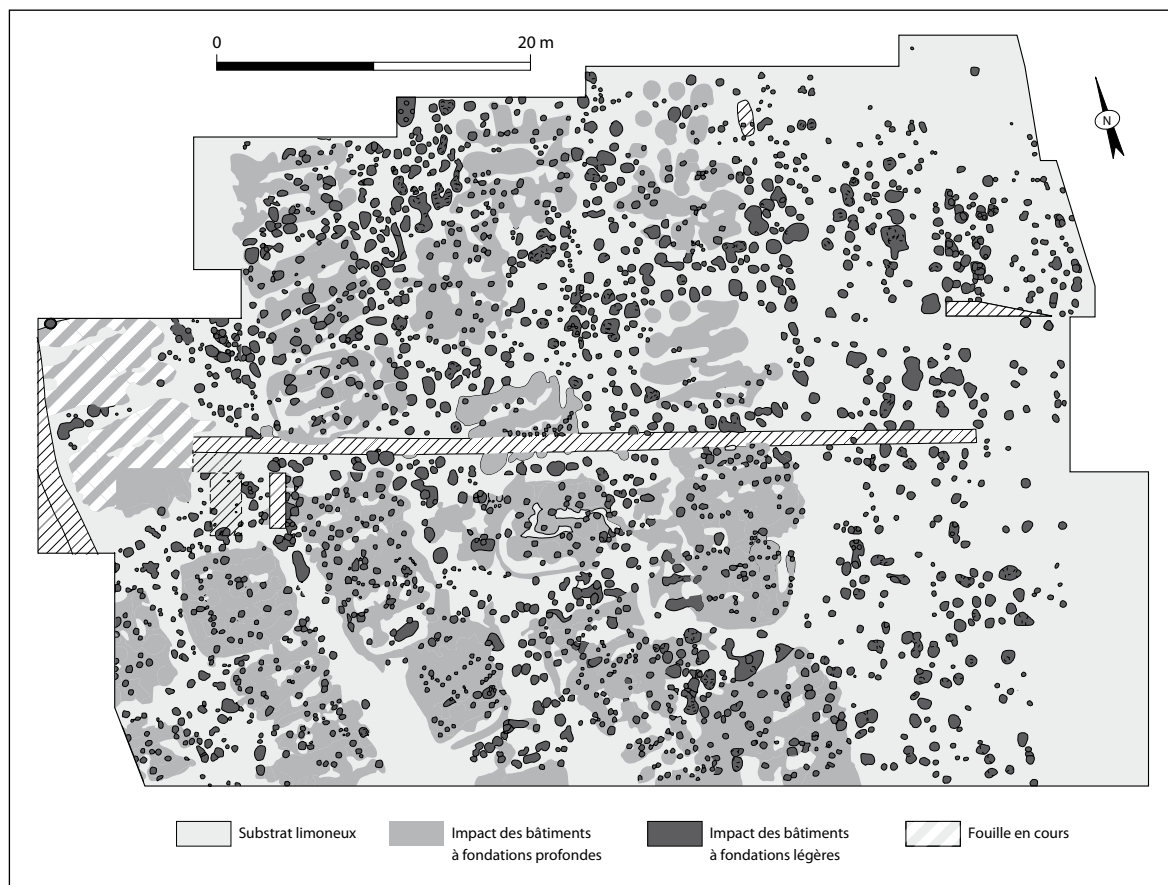 0 20 m
N
Substrat limoneux
Impact des bâtiments
à fondations profondes
Impact des bâtiments
à fondations légères
Fouille en cours